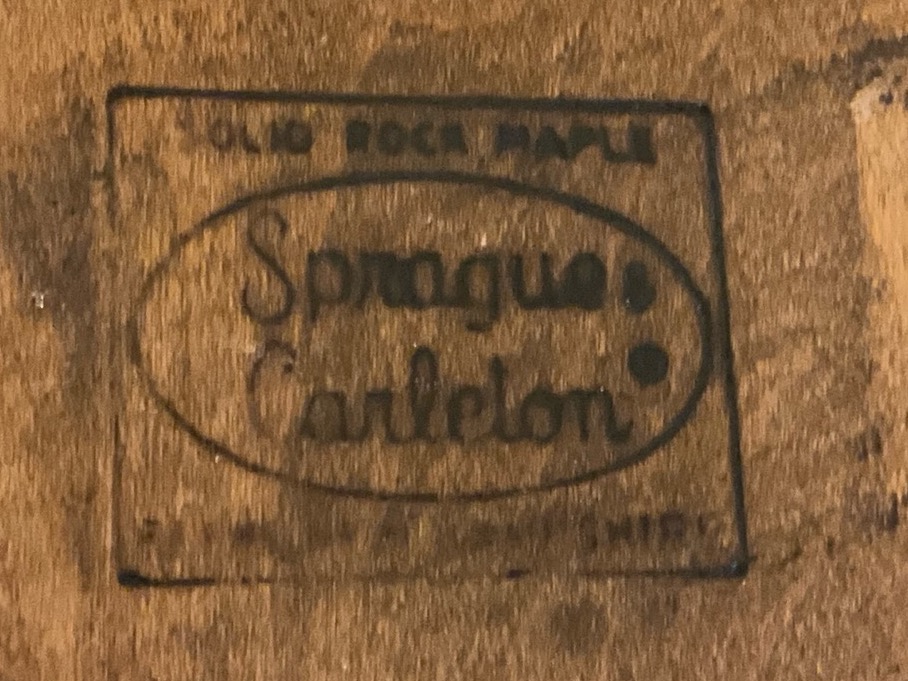 SOLID ROCK MAPLE
Sprague &
Carleton